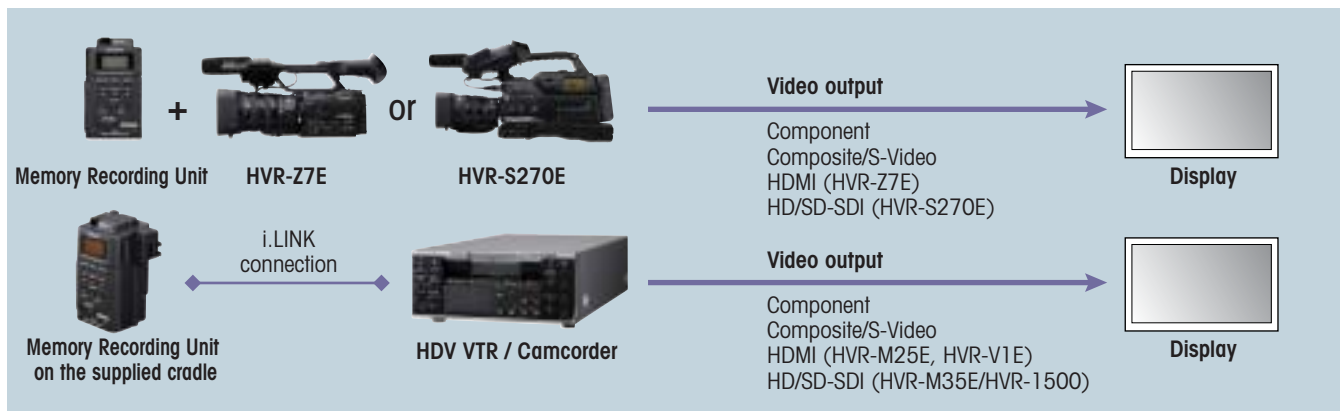 +
or
Memory Recording Unit
HVR-Z7E
HVR-S270E
Video output
Component
Composite/S-Video
HDMI (HVR-Z7E)
HD/SD-SDI (HVR-S270E)
Display
i.LINK
connection
Memory Recording Unit
on the supplied cradle
HDV VTR / Camcorder
Video output
Component
Composite/S-Video
HDMI (HVR-M25E, HVR-V1E)
HD/SD-SDI (HVR-M35E/HVR-1500)
Display